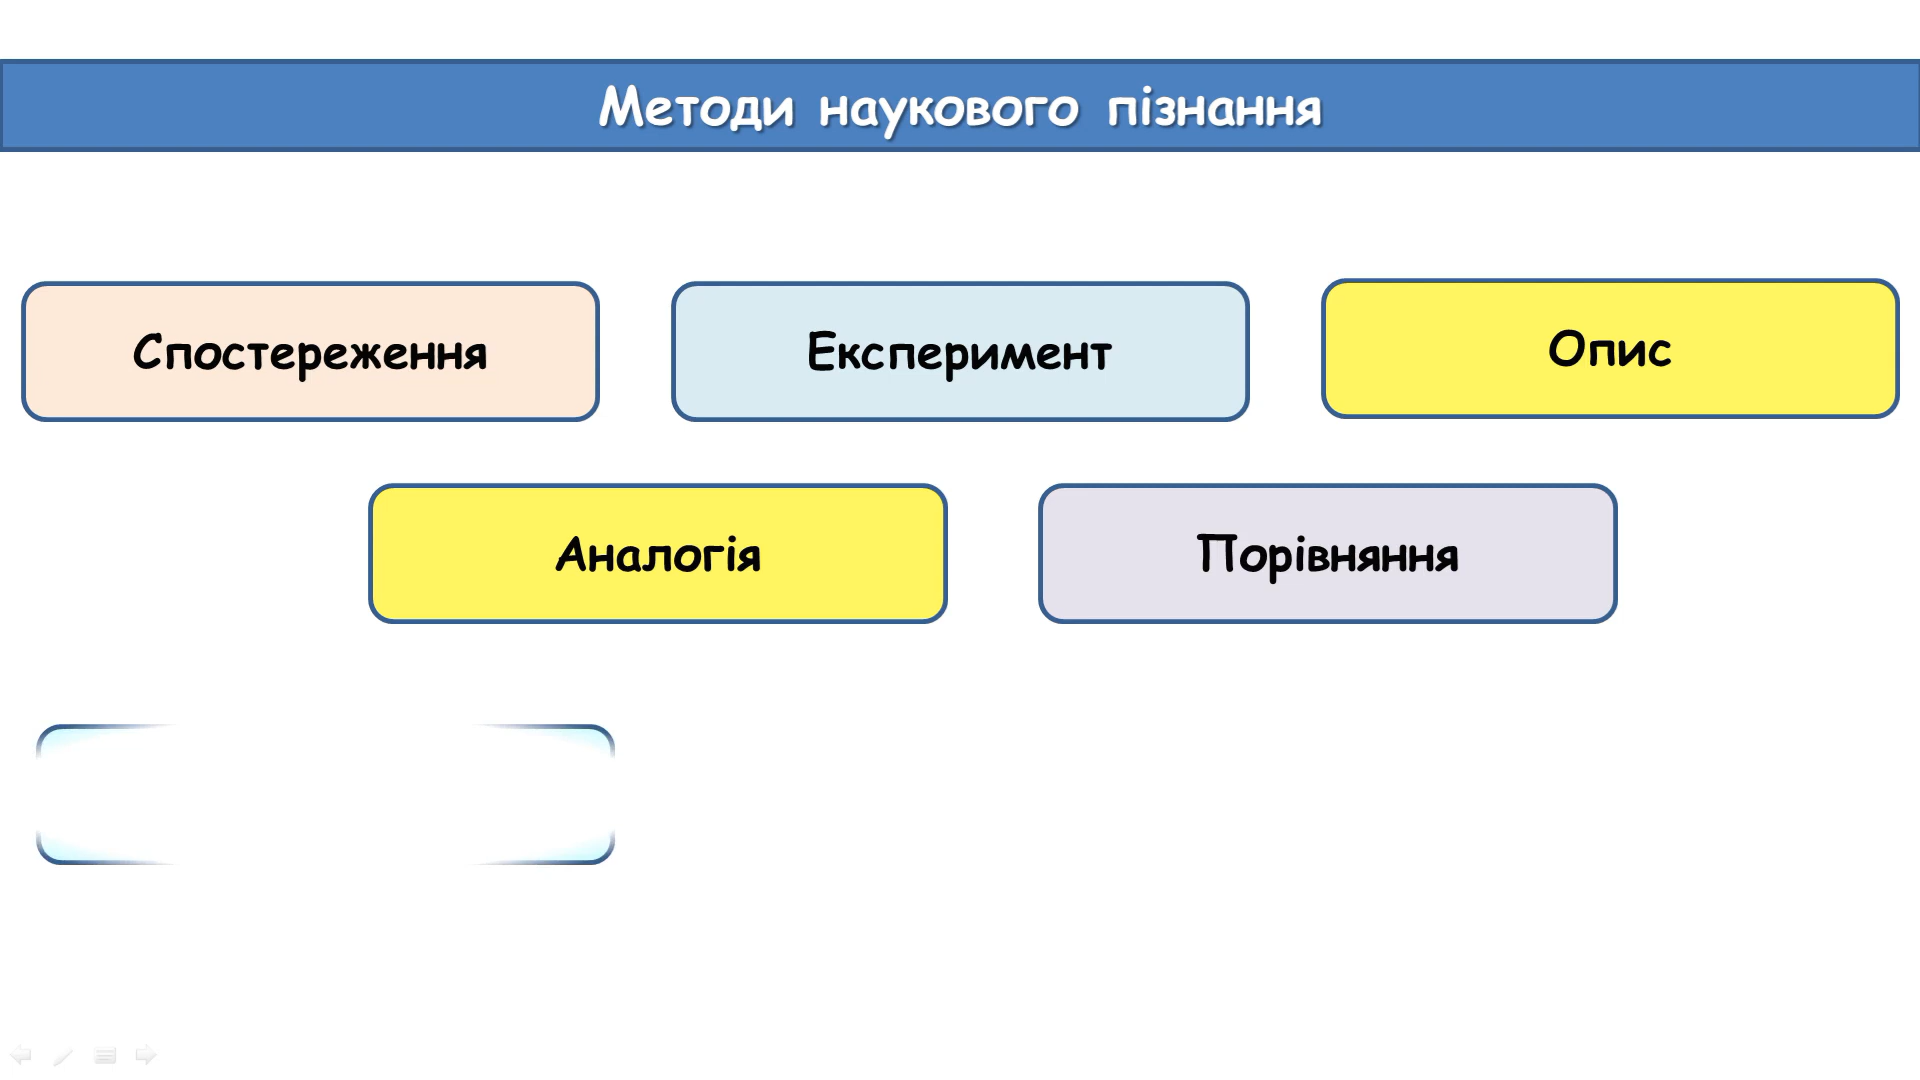 Методи наукового пізнання
Спостереження
Експеримент
Опис
Аналогія
Порівняння